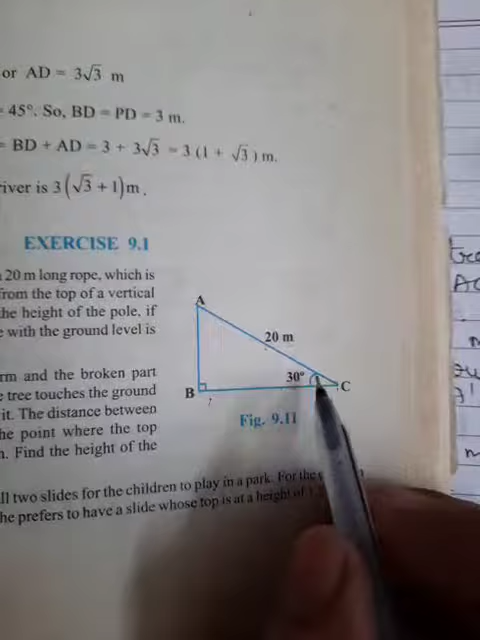 or AD = 3√3 m
= 45°. So, BD = PD = 3 m.
= BD + AD = 3 + 3√3 = 3 (1 + √3) m.
iver is 3(√3 + 1) m.
EXERCISE 9.1
20 m long rope, which is
from the top of a vertical
the height of the pole, if
with the ground level is
A
20 m
30°
B
C
Fig. 9.11
rm and the broken part
tree touches the ground
it. The distance between
he point where the top
. Find the height of the
ll two slides for the children to play in a park. For the
he prefers to have a slide whose top is at a height of